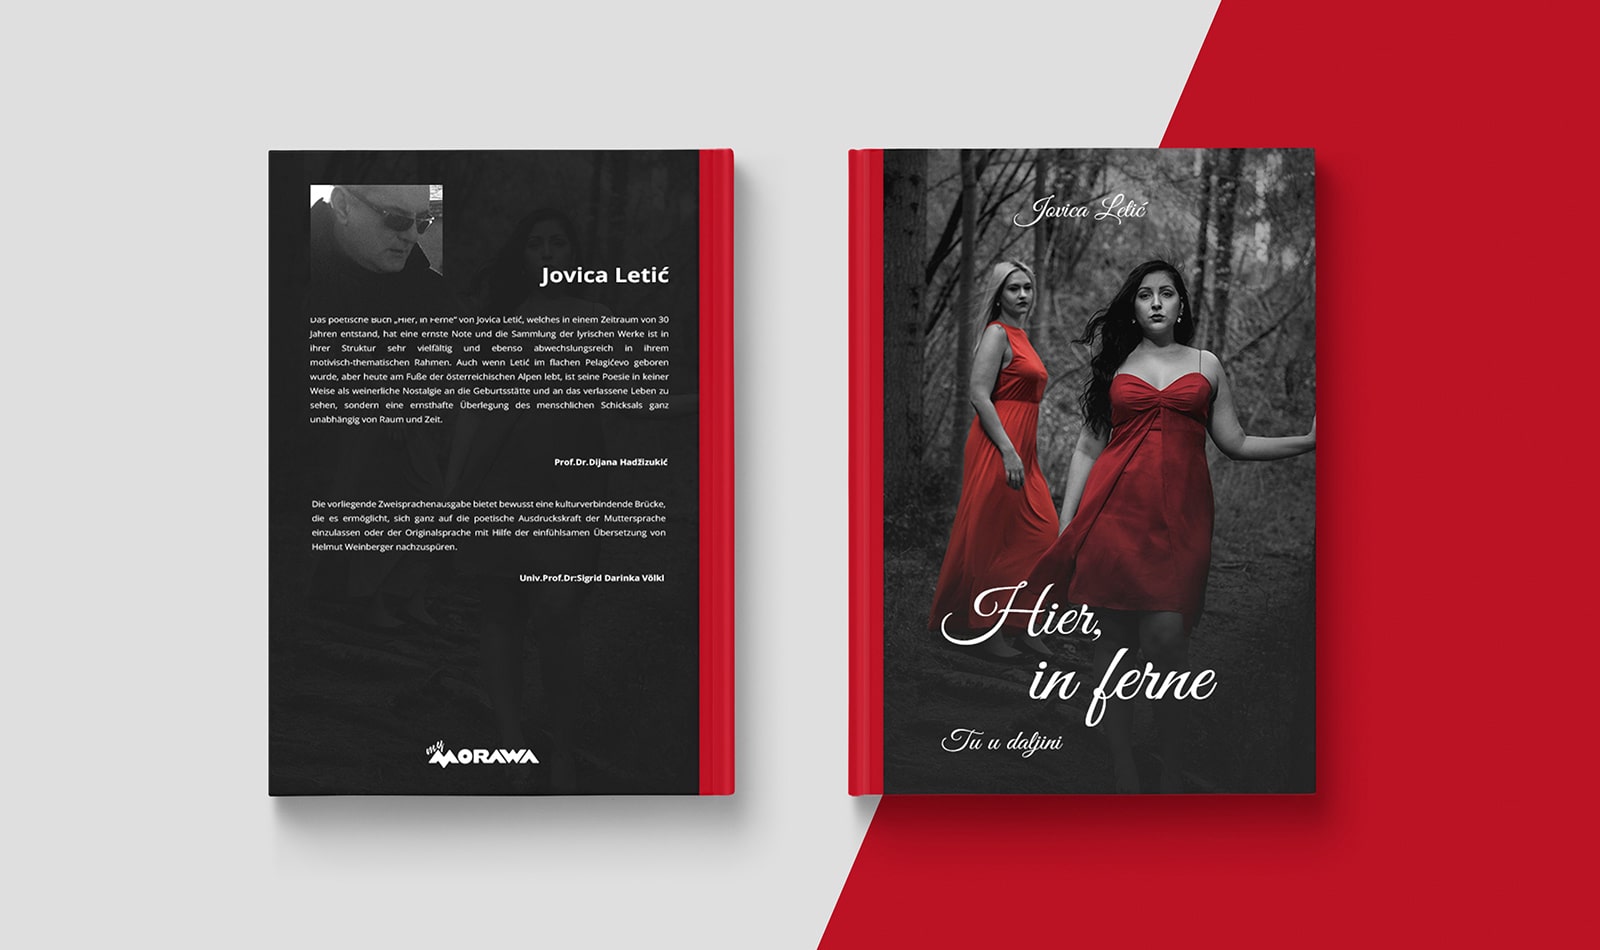 Jovica Letić
Das poetische Buch „Hier, in Ferne“ von Jovica Letić, welches in einem Zeitraum von 30
Jahren entstand, hat eine ernste Note und die Sammlung der lyrischen Werke ist in
ihrer Struktur sehr vielfältig und ebenso abwechslungsreich in ihrem
motivisch-thematischen Rahmen. Auch wenn Letić im flachen Pelagićevo geboren
wurde, aber heute am Fuße der österreichischen Alpen lebt, ist seine Poesie in keiner
Weise als weinerliche Nostalgie an die Geburtsstätte und an das verlassene Leben zu
sehen, sondern eine ernsthafte Überlegung des menschlichen Schicksals ganz
unabhängig von Raum und Zeit.
Prof.Dr.Dijana Hadžizukić
Die vorliegende Zweisprachenausgabe bietet bewusst eine kulturverbindende Brücke,
die es ermöglicht, sich ganz auf die poetische Ausdruckskraft der Muttersprache
einzulassen oder der Originalsprache mit Hilfe der einfühlsamen Übersetzung von
Helmut Weinberger nachzuspüren.
Univ.Prof.Dr:Sigrid Darinka Völkl
my
MORAWA
Jovica Letić
Hier,
in ferne
Tu u daljini